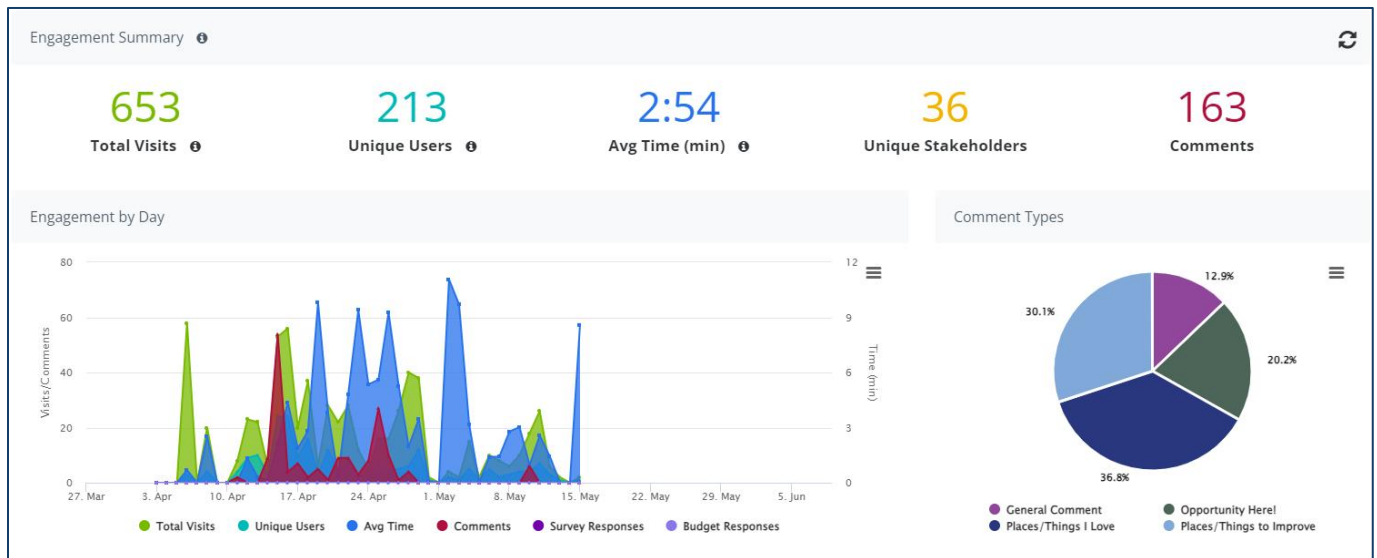 Engagement Summary
653 213 2:54 36 163
Total Visits Unique Users Avg Time (min) Unique Stakeholders Comments
Engagement by Day
Comment Types
80
60
40
20
0
Visits/Comments
12
9
6
3
0
Time (min)
27. Mar 3. Apr 10. Apr 17. Apr 24. Apr 1. May 8. May 15. May 22. May 29. May 5. Jun
Total Visits Unique Users Avg Time Comments Survey Responses Budget Responses
12.9%
30.1%
20.2%
36.8%
General Comment Opportunity Here!
Places/Things I Love Places/Things to Improve